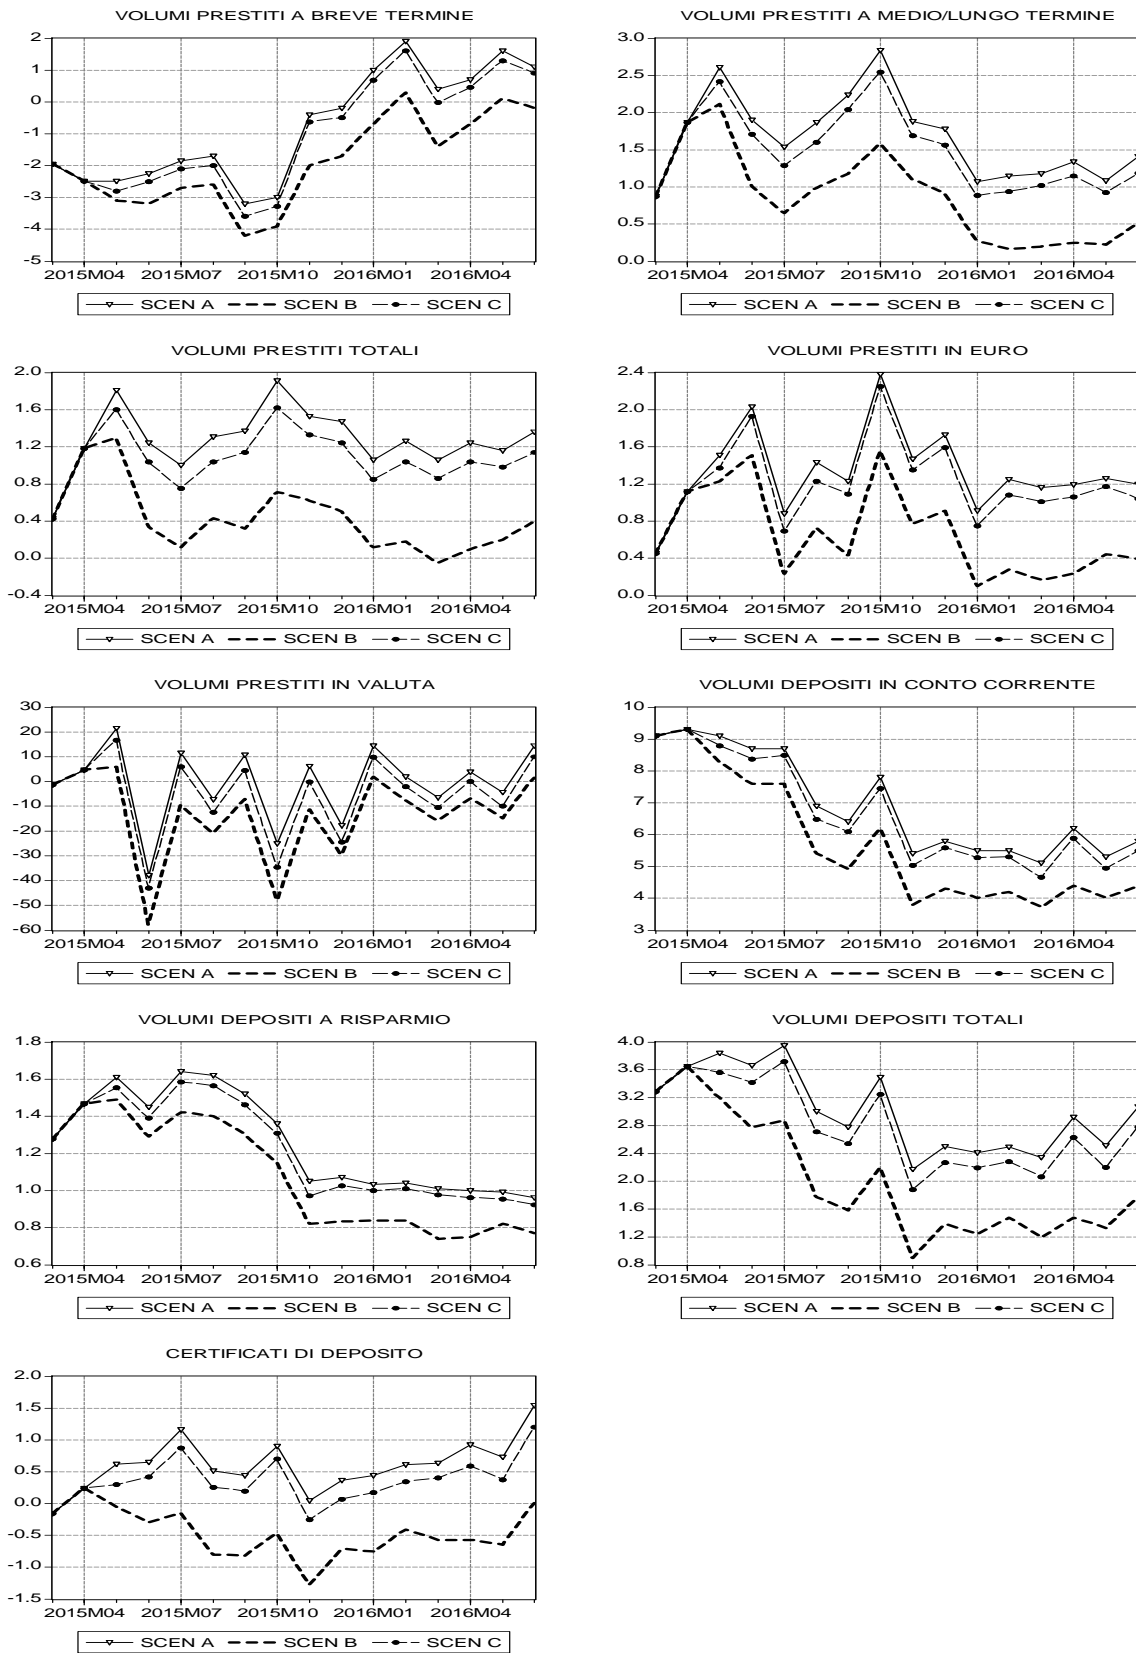 VOLUMI PRESTITI A BREVE TERMINE
2
1
0
-1
-2
-3
-4
-5
2015M04 2015M07 2015M10 2016M01 2016M04
SCEN A SCEN B SCEN C
VOLUMI PRESTITI A MEDIO/LUNGO TERMINE
3.0
2.5
2.0
1.5
1.0
0.5
0.0
2015M04 2015M07 2015M10 2016M01 2016M04
SCEN A SCEN B SCEN C
VOLUMI PRESTITI TOTALI
2.0
1.6
1.2
0.8
0.4
0.0
-0.4
2015M04 2015M07 2015M10 2016M01 2016M04
SCEN A SCEN B SCEN C
VOLUMI PRESTITI IN EURO
2.4
2.0
1.6
1.2
0.8
0.4
0.0
2015M04 2015M07 2015M10 2016M01 2016M04
SCEN A SCEN B SCEN C
VOLUMI PRESTITI IN VALUTA
30
20
10
0
-10
-20
-30
-40
-50
-60
2015M04 2015M07 2015M10 2016M01 2016M04
SCEN A SCEN B SCEN C
VOLUMI DEPOSITI IN CONTO CORRENTE
10
9
8
7
6
5
4
3
2015M04 2015M07 2015M10 2016M01 2016M04
SCEN A SCEN B SCEN C
VOLUMI DEPOSITI A RISPARMIO
1.8
1.6
1.4
1.2
1.0
0.8
0.6
2015M04 2015M07 2015M10 2016M01 2016M04
SCEN A SCEN B SCEN C
VOLUMI DEPOSITI TOTALI
4.0
3.6
3.2
2.8
2.4
2.0
1.6
1.2
0.8
2015M04 2015M07 2015M10 2016M01 2016M04
SCEN A SCEN B SCEN C
CERTIFICATI DI DEPOSITO
2.0
1.5
1.0
0.5
0.0
-0.5
-1.0
-1.5
2015M04 2015M07 2015M10 2016M01 2016M04
SCEN A SCEN B SCEN C